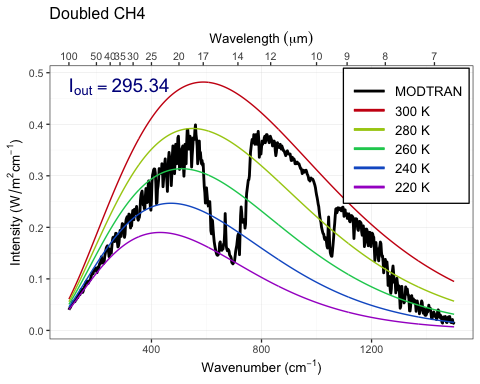 Doubled CH4
Wavelength (μm)
100 50 40 35 30 25 20 17 14 12 10 9 8 7
I_out = 295.34
MODTRAN
300 K
280 K
260 K
240 K
220 K
Intensity (W/m² cm⁻¹)
0.5
0.4
0.3
0.2
0.1
0.0
400 800 1200
Wavenumber (cm⁻¹)